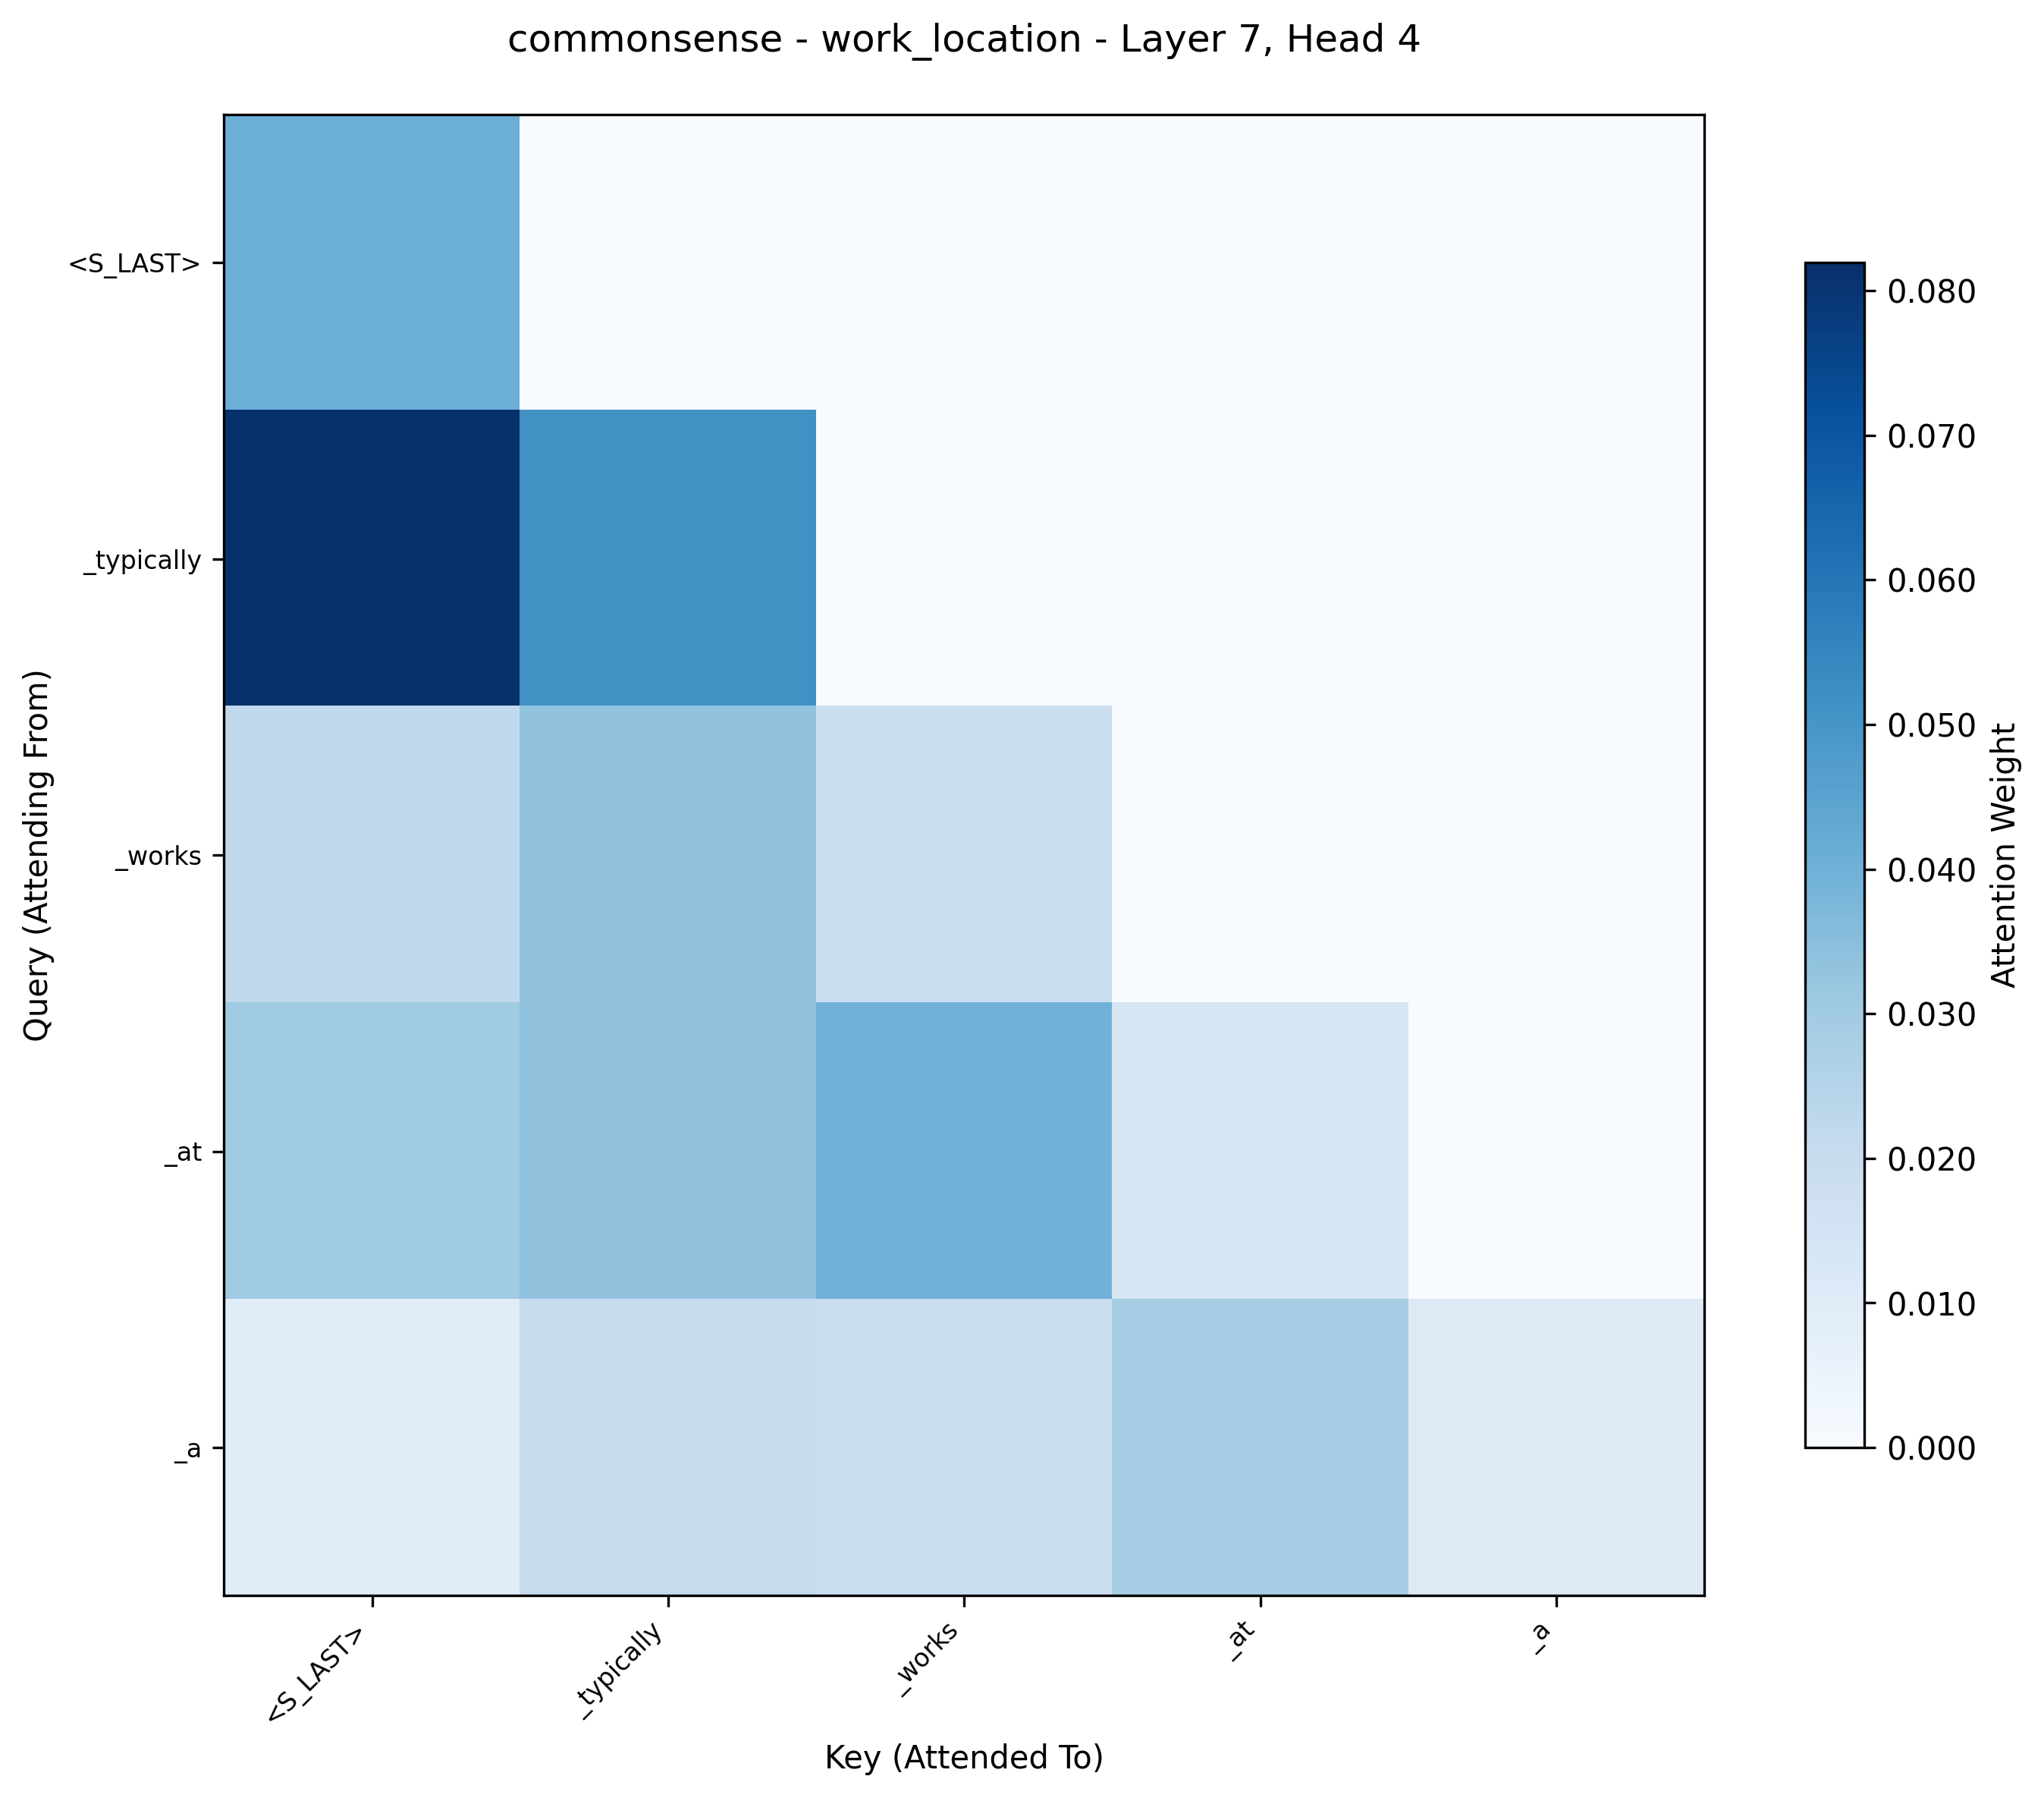 commonsense - work_location - Layer 7, Head 4
Query (Attending From)
<S_LAST>
_typically
_works
_at
_a
<S_LAST>
_typically
_works
_at
_a
Key (Attended To)
0.080
0.070
0.060
0.050
0.040
0.030
0.020
0.010
0.000
Attention Weight